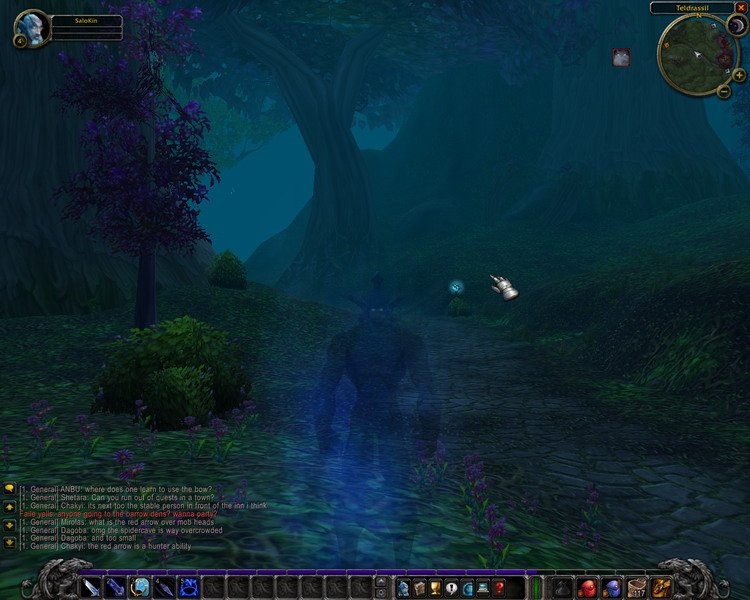 SaloKin
Teldrassil
N
4
[1. General] ANBU: where does one learn to use the bow?
[1. General] Shetara: Can you run out of quests in a town?
[1. General] Chakyi: its next too the stable person in front of the inn i think
Faile yells: anyone going to the barrow dens? wanna party?
[1. General] Mirofas: what is the red arrow over mob heads
[1. General] Dagoba: omg the spidercave is way overcrowded
[1. General] Dagoba: and too small
[1. General] Chakyi: the red arrow is a hunter ability
117